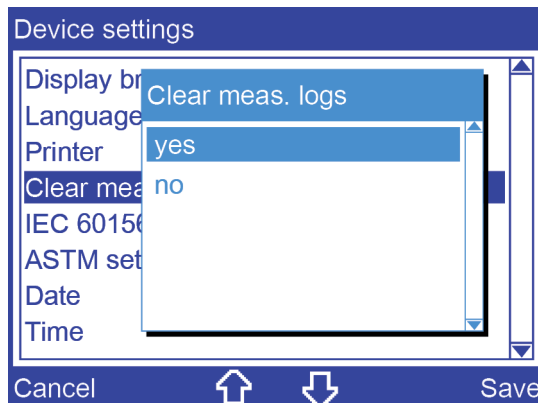 Device settings
Display br
Language
Printer
Clear mea
IEC 60156
ASTM set
Date
Time
Clear meas. logs
yes
no
Cancel
Save